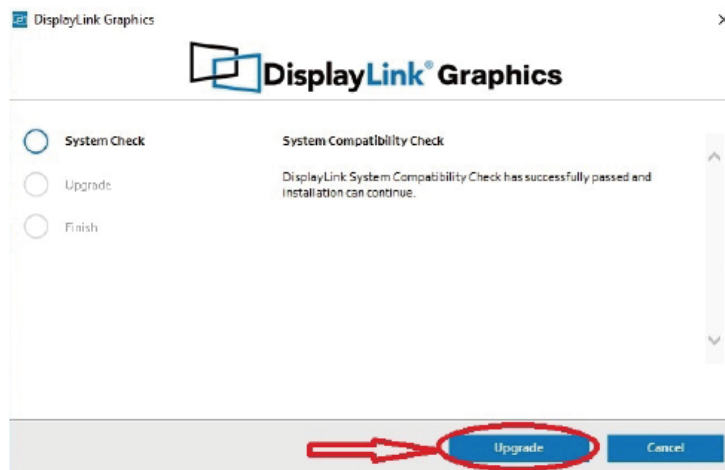 DisplayLink Graphics
DisplayLink® Graphics
System Check
System Compatibility Check
Upgrade
DisplayLink System Compatibility Check has successfully passed and
installation can continue.
Finish
Upgrade
Cancel